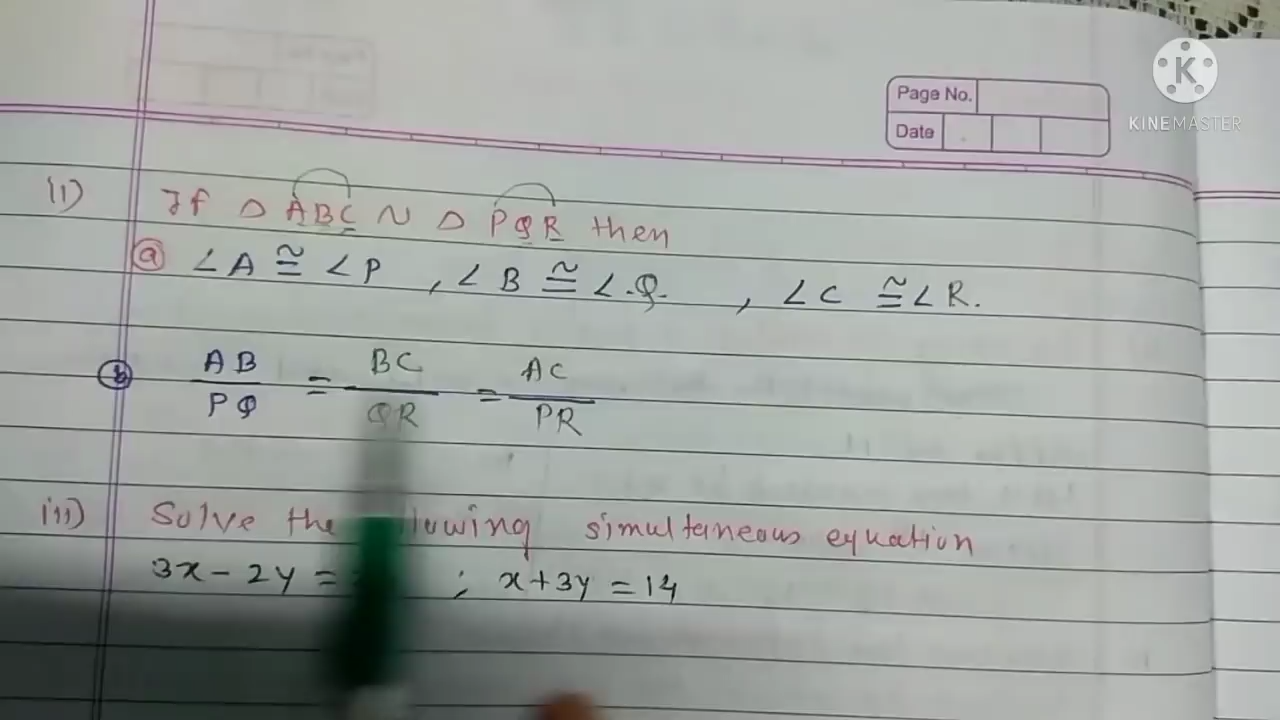 Page No.
Date
KINEMASTER
ii) If △ ABC ~ △ PQR then
ⓐ ∠A ≅ ∠P , ∠B ≅ ∠Q , ∠C ≅ ∠R.
ⓑ AB/PQ = BC/QR = AC/PR
iii) Solve the simultaneous equation
3x - 2y = ; x + 3y = 14